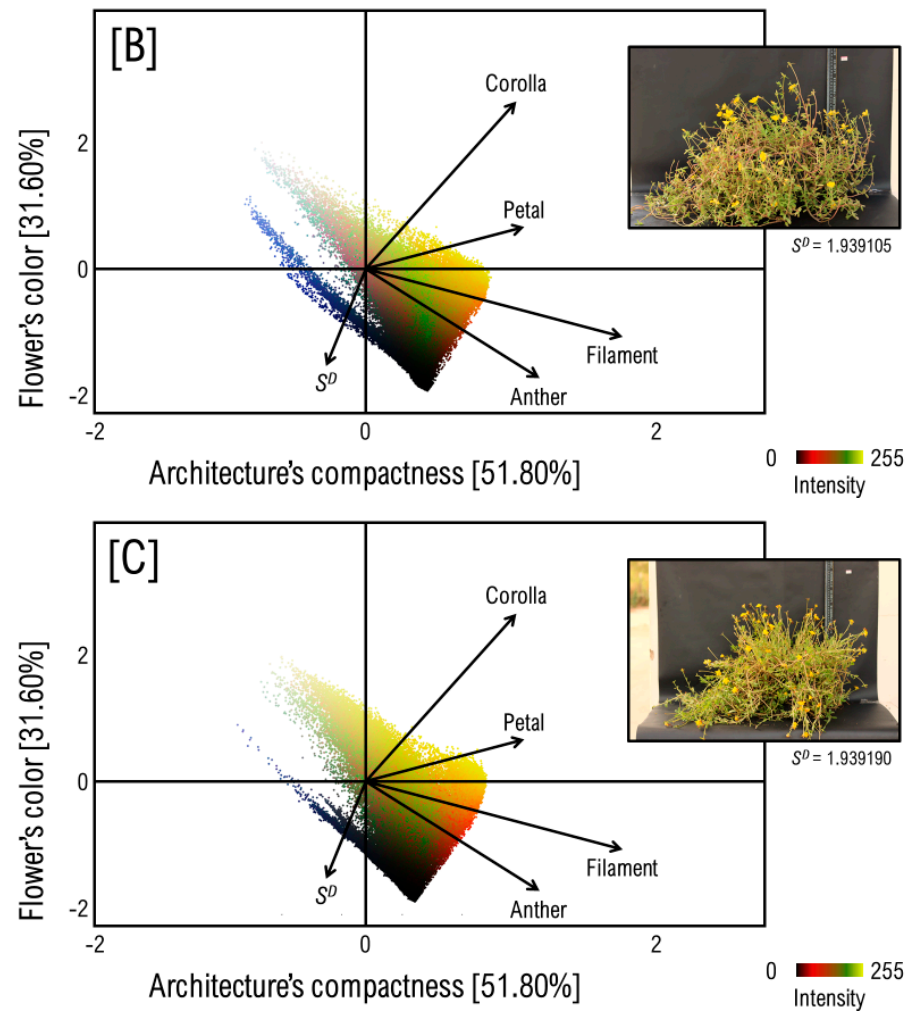 [B]
Corolla
Petal
Filament
Anther
S^D
S^D = 1.939105
Flower's color [31.60%]
2
0
-2
-2 0 2
Architecture's compactness [51.80%]
0 255
Intensity
[C]
Corolla
Petal
Filament
Anther
S^D
S^D = 1.939190
Flower's color [31.60%]
2
0
-2
-2 0 2
Architecture's compactness [51.80%]
0 255
Intensity